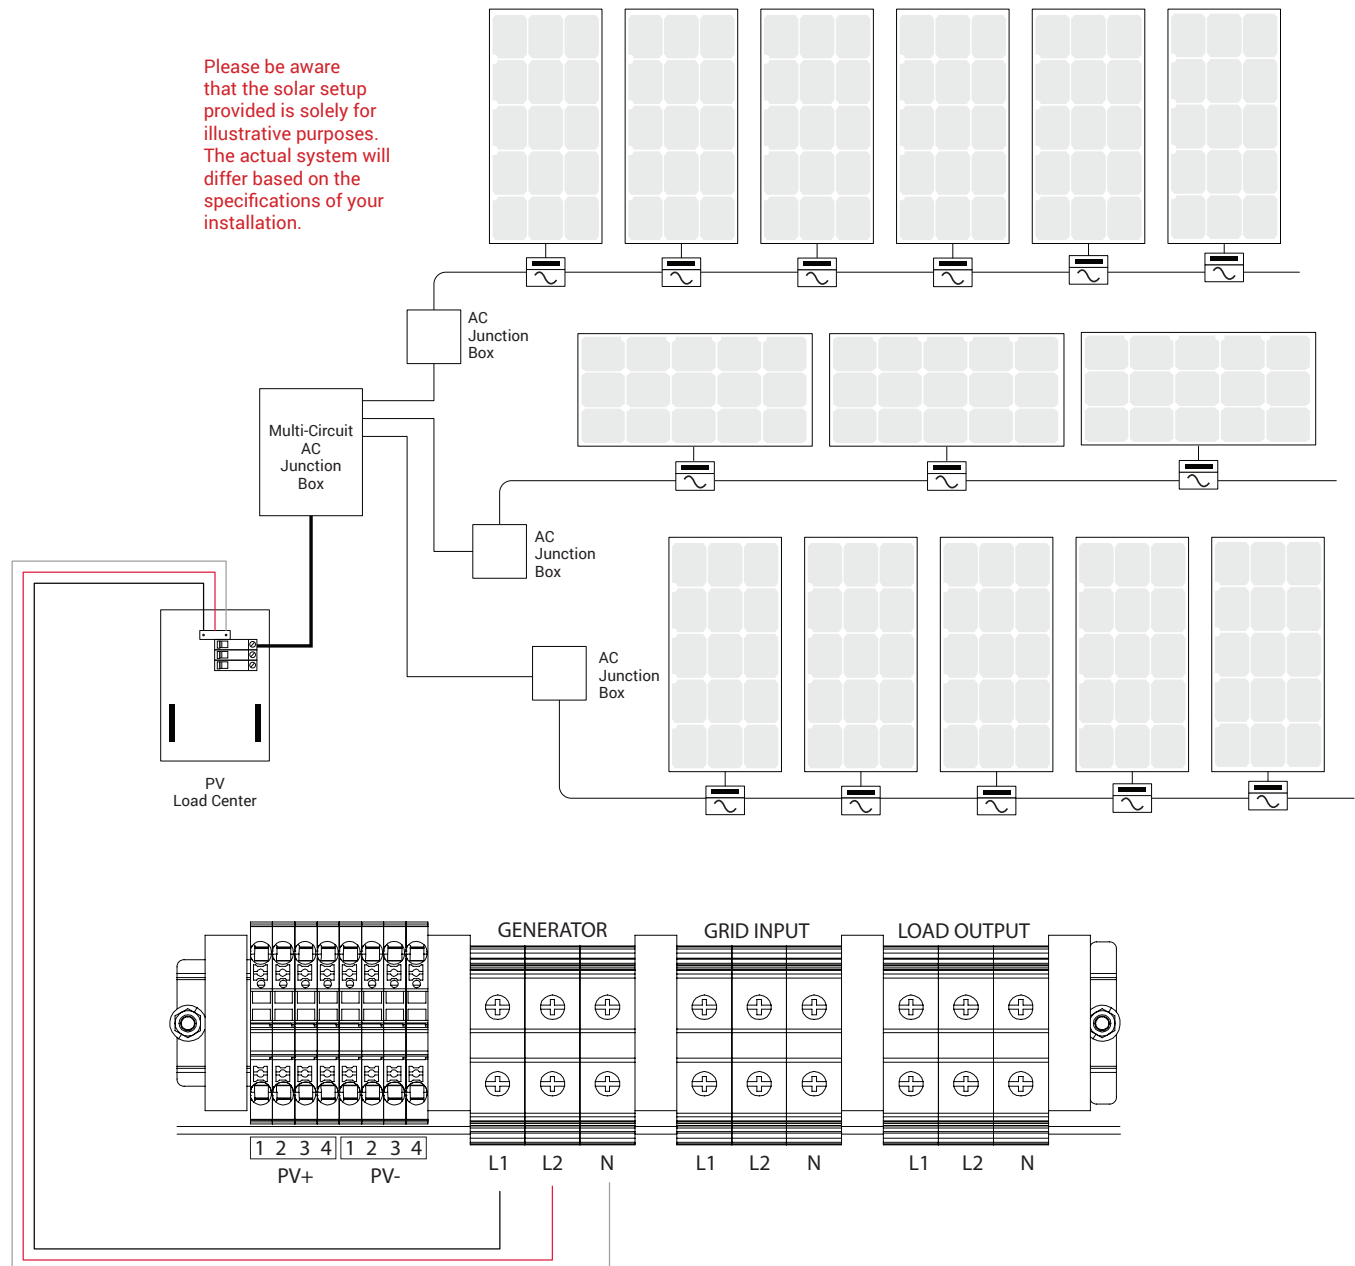 Please be aware
that the solar setup
provided is solely for
illustrative purposes.
The actual system will
differ based on the
specifications of your
installation.
AC
Junction
Box
Multi-Circuit
AC
Junction
Box
AC
Junction
Box
AC
Junction
Box
PV
Load Center
GENERATOR
GRID INPUT
LOAD OUTPUT
1 2 3 4 1 2 3 4
PV+ PV-
L1 L2 N
L1 L2 N
L1 L2 N